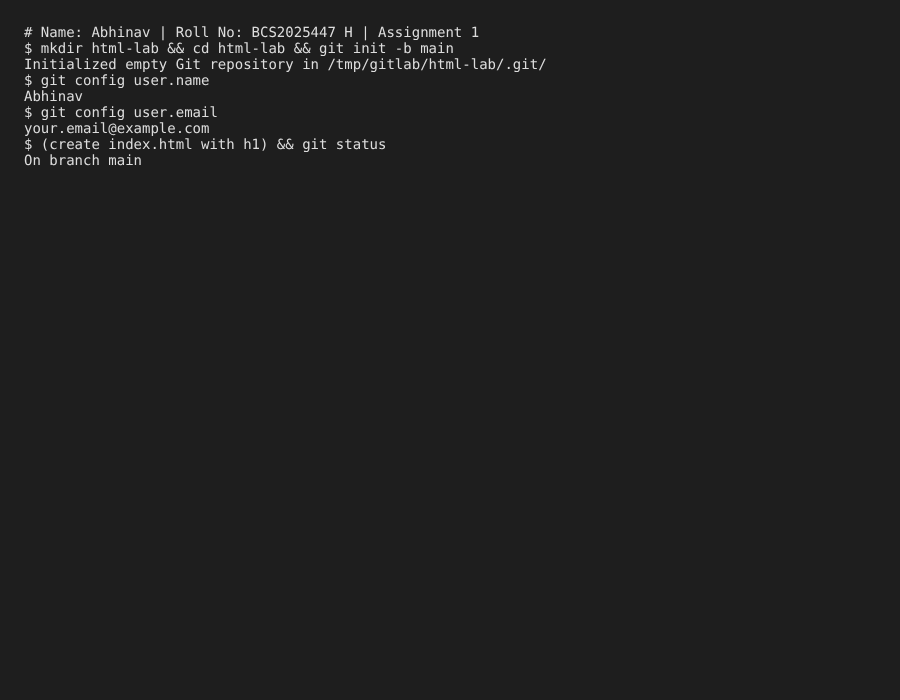 # Name: Abhinav | Roll No: BCS2025447 H | Assignment 1
$ mkdir html-lab && cd html-lab && git init -b main
Initialized empty Git repository in /tmp/gitlab/html-lab/.git/
$ git config user.name
Abhinav
$ git config user.email
your.email@example.com
$ (create index.html with h1) && git status
On branch main